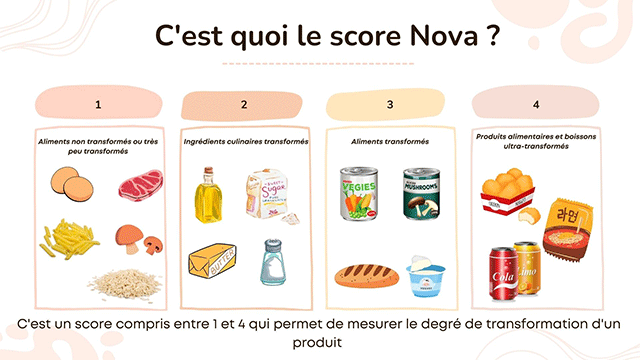 C'est quoi le score Nova ?
1
Aliments non transformés ou très
peu transformés
2
Ingrédients culinaires transformés
Sugar
BUTTER
3
Aliments transformés
VEGIES
MUSHROOMS
4
Produits alimentaires et boissons
ultra-transformés
라면
Cola
Limo
C'est un score compris entre 1 et 4 qui permet de mesurer le degré de transformation d'un
produit